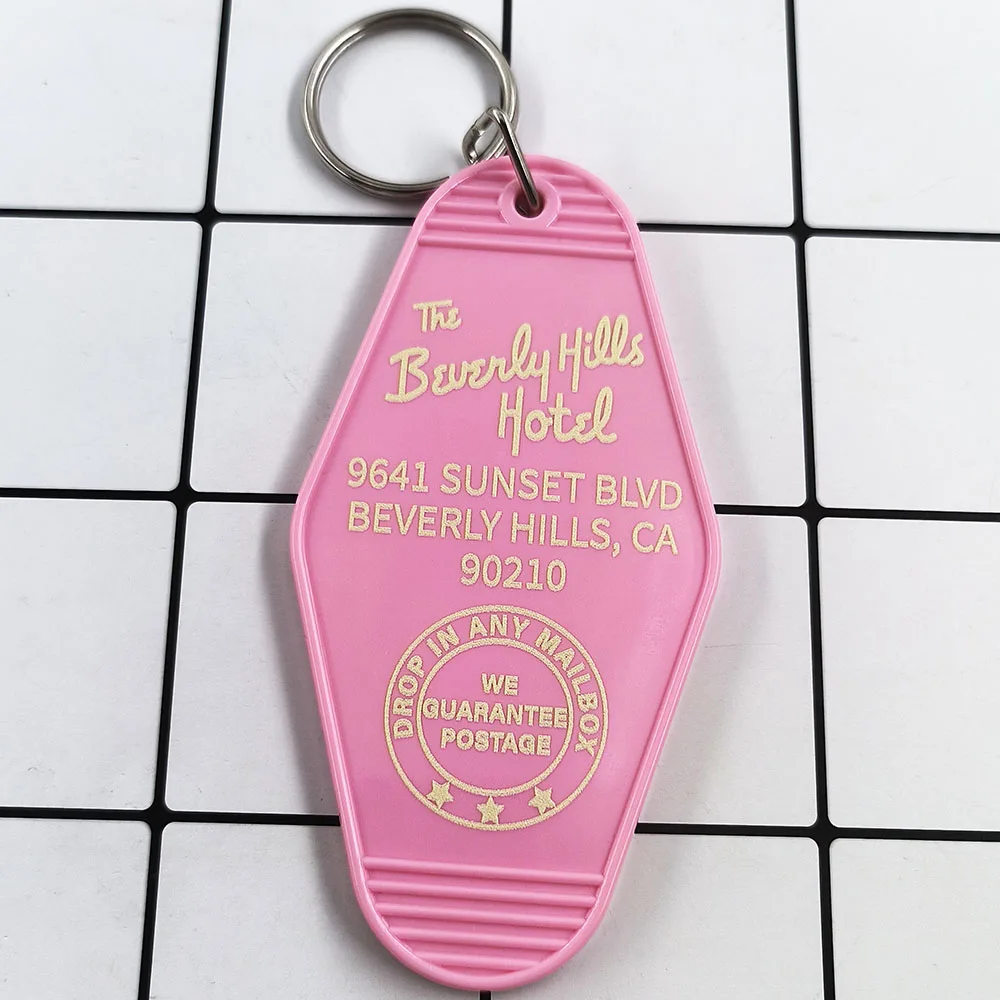 The
Beverly Hills
Hotel
9641 SUNSET BLVD
BEVERLY HILLS, CA
90210
DROP IN ANY MAILBOX
WE
GUARANTEE
POSTAGE